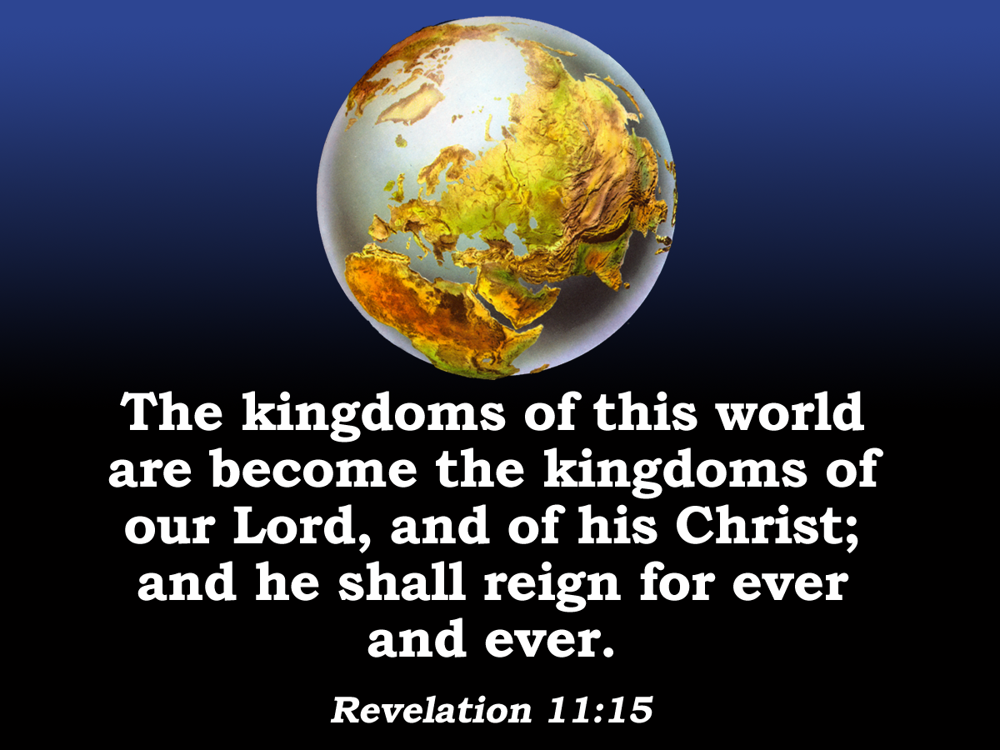 The kingdoms of this world
are become the kingdoms of
our Lord, and of his Christ;
and he shall reign for ever
and ever.
Revelation 11:15